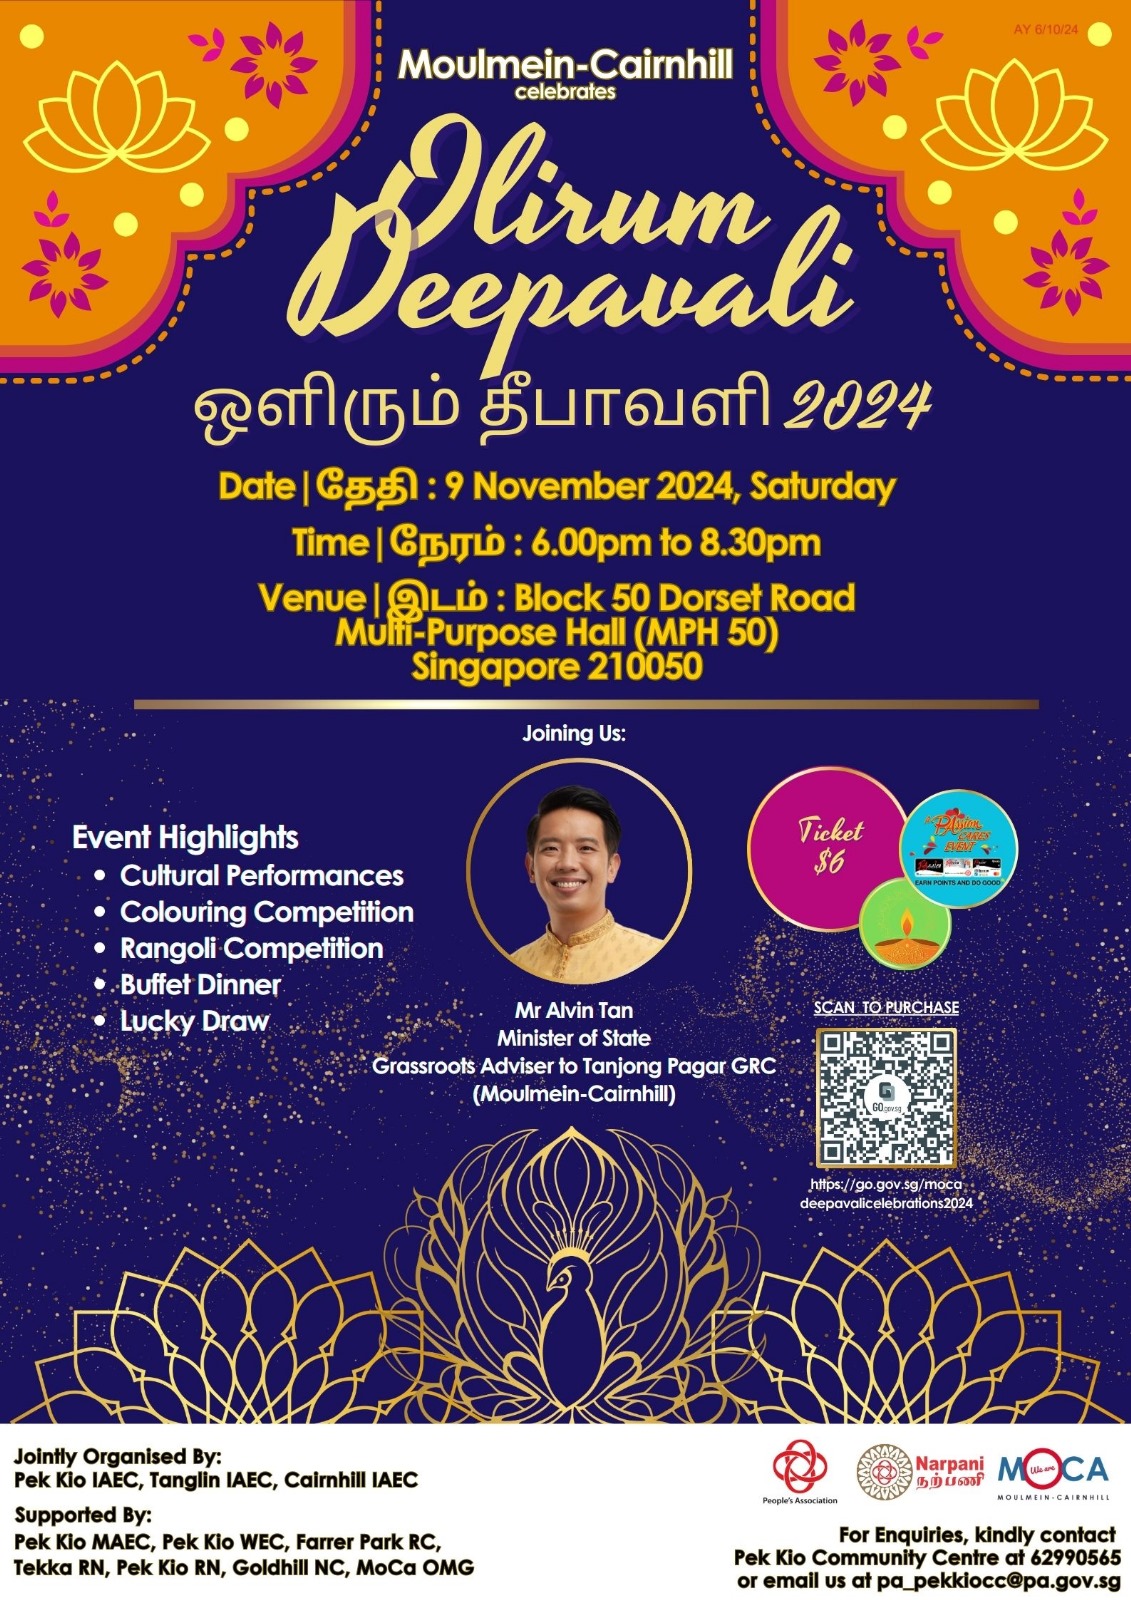 AY 6/10/24
Moulmein-Cairnhill
celebrates
Olirum
Deepavali
ஒளிரும் தீபாவளி 2024
Date|தேதி : 9 November 2024, Saturday
Time|நேரம் : 6.00pm to 8.30pm
Venue|இடம் : Block 50 Dorset Road
Multi-Purpose Hall (MPH 50)
Singapore 210050
Joining Us:
Event Highlights
• Cultural Performances
• Colouring Competition
• Rangoli Competition
• Buffet Dinner
• Lucky Draw
Mr Alvin Tan
Minister of State
Grassroots Adviser to Tanjong Pagar GRC
(Moulmein-Cairnhill)
Ticket
$6
PAssion
CARES
EVENT
EARN POINTS AND DO GOOD
SCAN TO PURCHASE
GO.gov.sg
https://go.gov.sg/moca
deepavalicelebrations2024
Jointly Organised By:
Pek Kio IAEC, Tanglin IAEC, Cairnhill IAEC
Supported By:
Pek Kio MAEC, Pek Kio WEC, Farrer Park RC,
Tekka RN, Pek Kio RN, Goldhill NC, MoCa OMG
People's Association
Narpani
நற்பணி
We are
MOCA
MOULMEIN-CAIRNHILL
For Enquiries, kindly contact
Pek Kio Community Centre at 62990565
or email us at pa_pekkiocc@pa.gov.sg